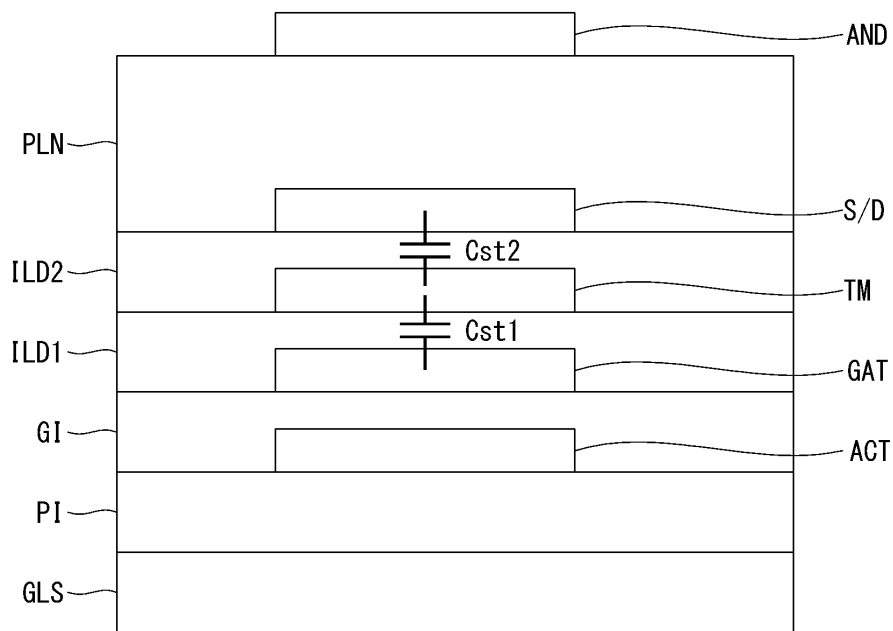 AND
PLN
S/D
Cst2
ILD2
TM
Cst1
ILD1
GAT
GI
ACT
PI
GLS